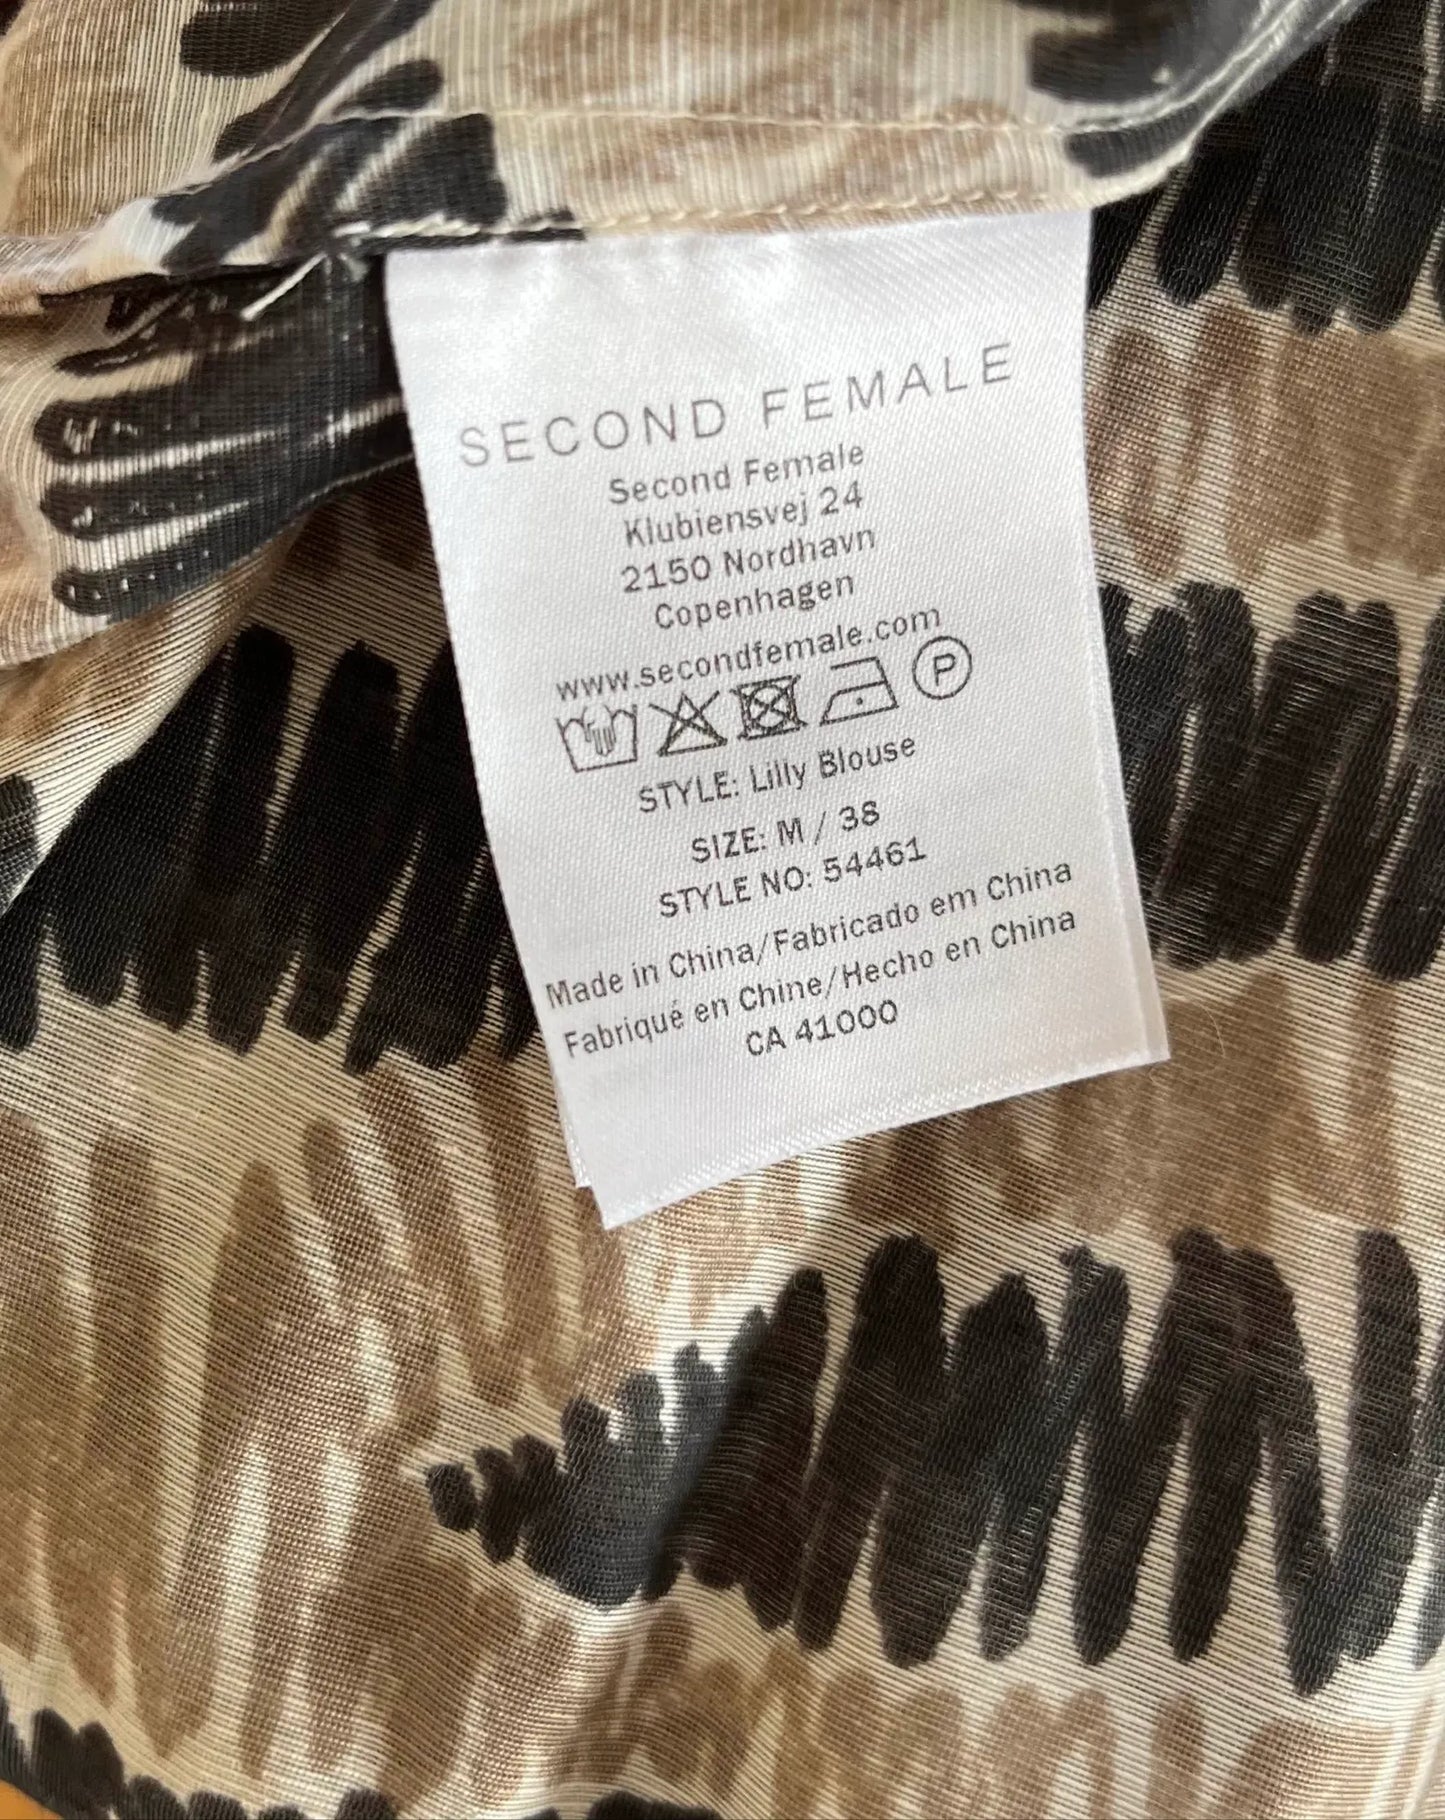 SECOND FEMALE
Second Female
Klubiensvej 24
2150 Nordhavn
Copenhagen
www.secondfemale.com
P
STYLE: Lilly Blouse
SIZE: M / 38
STYLE NO: 54461
Made in China/Fabricado em China
Fabriqué en Chine/Hecho en China
CA 41000